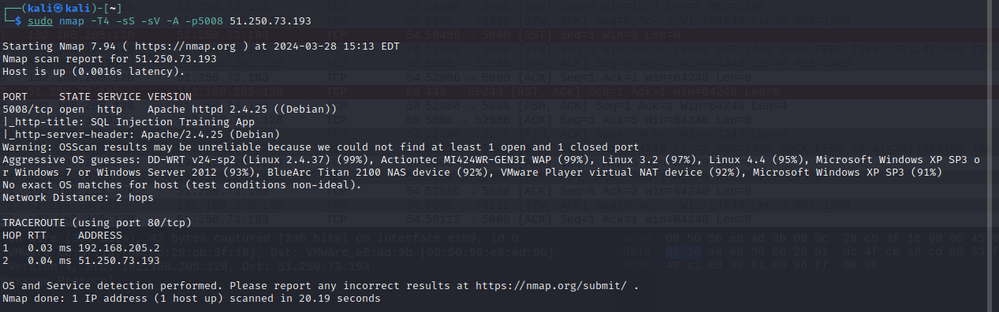 ┌──(kali㉿kali)-[~]
└─$ sudo nmap -T4 -sS -sV -A -p5008 51.250.73.193
Starting Nmap 7.94 ( https://nmap.org ) at 2024-03-28 15:13 EDT
Nmap scan report for 51.250.73.193
Host is up (0.0016s latency).
PORT     STATE SERVICE VERSION
5008/tcp open  http    Apache httpd 2.4.25 ((Debian))
|_http-title: SQL Injection Training App
|_http-server-header: Apache/2.4.25 (Debian)
Warning: OSScan results may be unreliable because we could not find at least 1 open and 1 closed port
Aggressive OS guesses: DD-WRT v24-sp2 (Linux 2.4.37) (99%), Actiontec MI424WR-GEN3I WAP (99%), Linux 3.2 (97%), Linux 4.4 (95%), Microsoft Windows XP SP3 o
r Windows 7 or Windows Server 2012 (93%), BlueArc Titan 2100 NAS device (92%), VMware Player virtual NAT device (92%), Microsoft Windows XP SP3 (91%)
No exact OS matches for host (test conditions non-ideal).
Network Distance: 2 hops
TRACEROUTE (using port 80/tcp)
HOP RTT     ADDRESS
1   0.03 ms 192.168.205.2
2   0.04 ms 51.250.73.193
OS and Service detection performed. Please report any incorrect results at https://nmap.org/submit/ .
Nmap done: 1 IP address (1 host up) scanned in 20.19 seconds